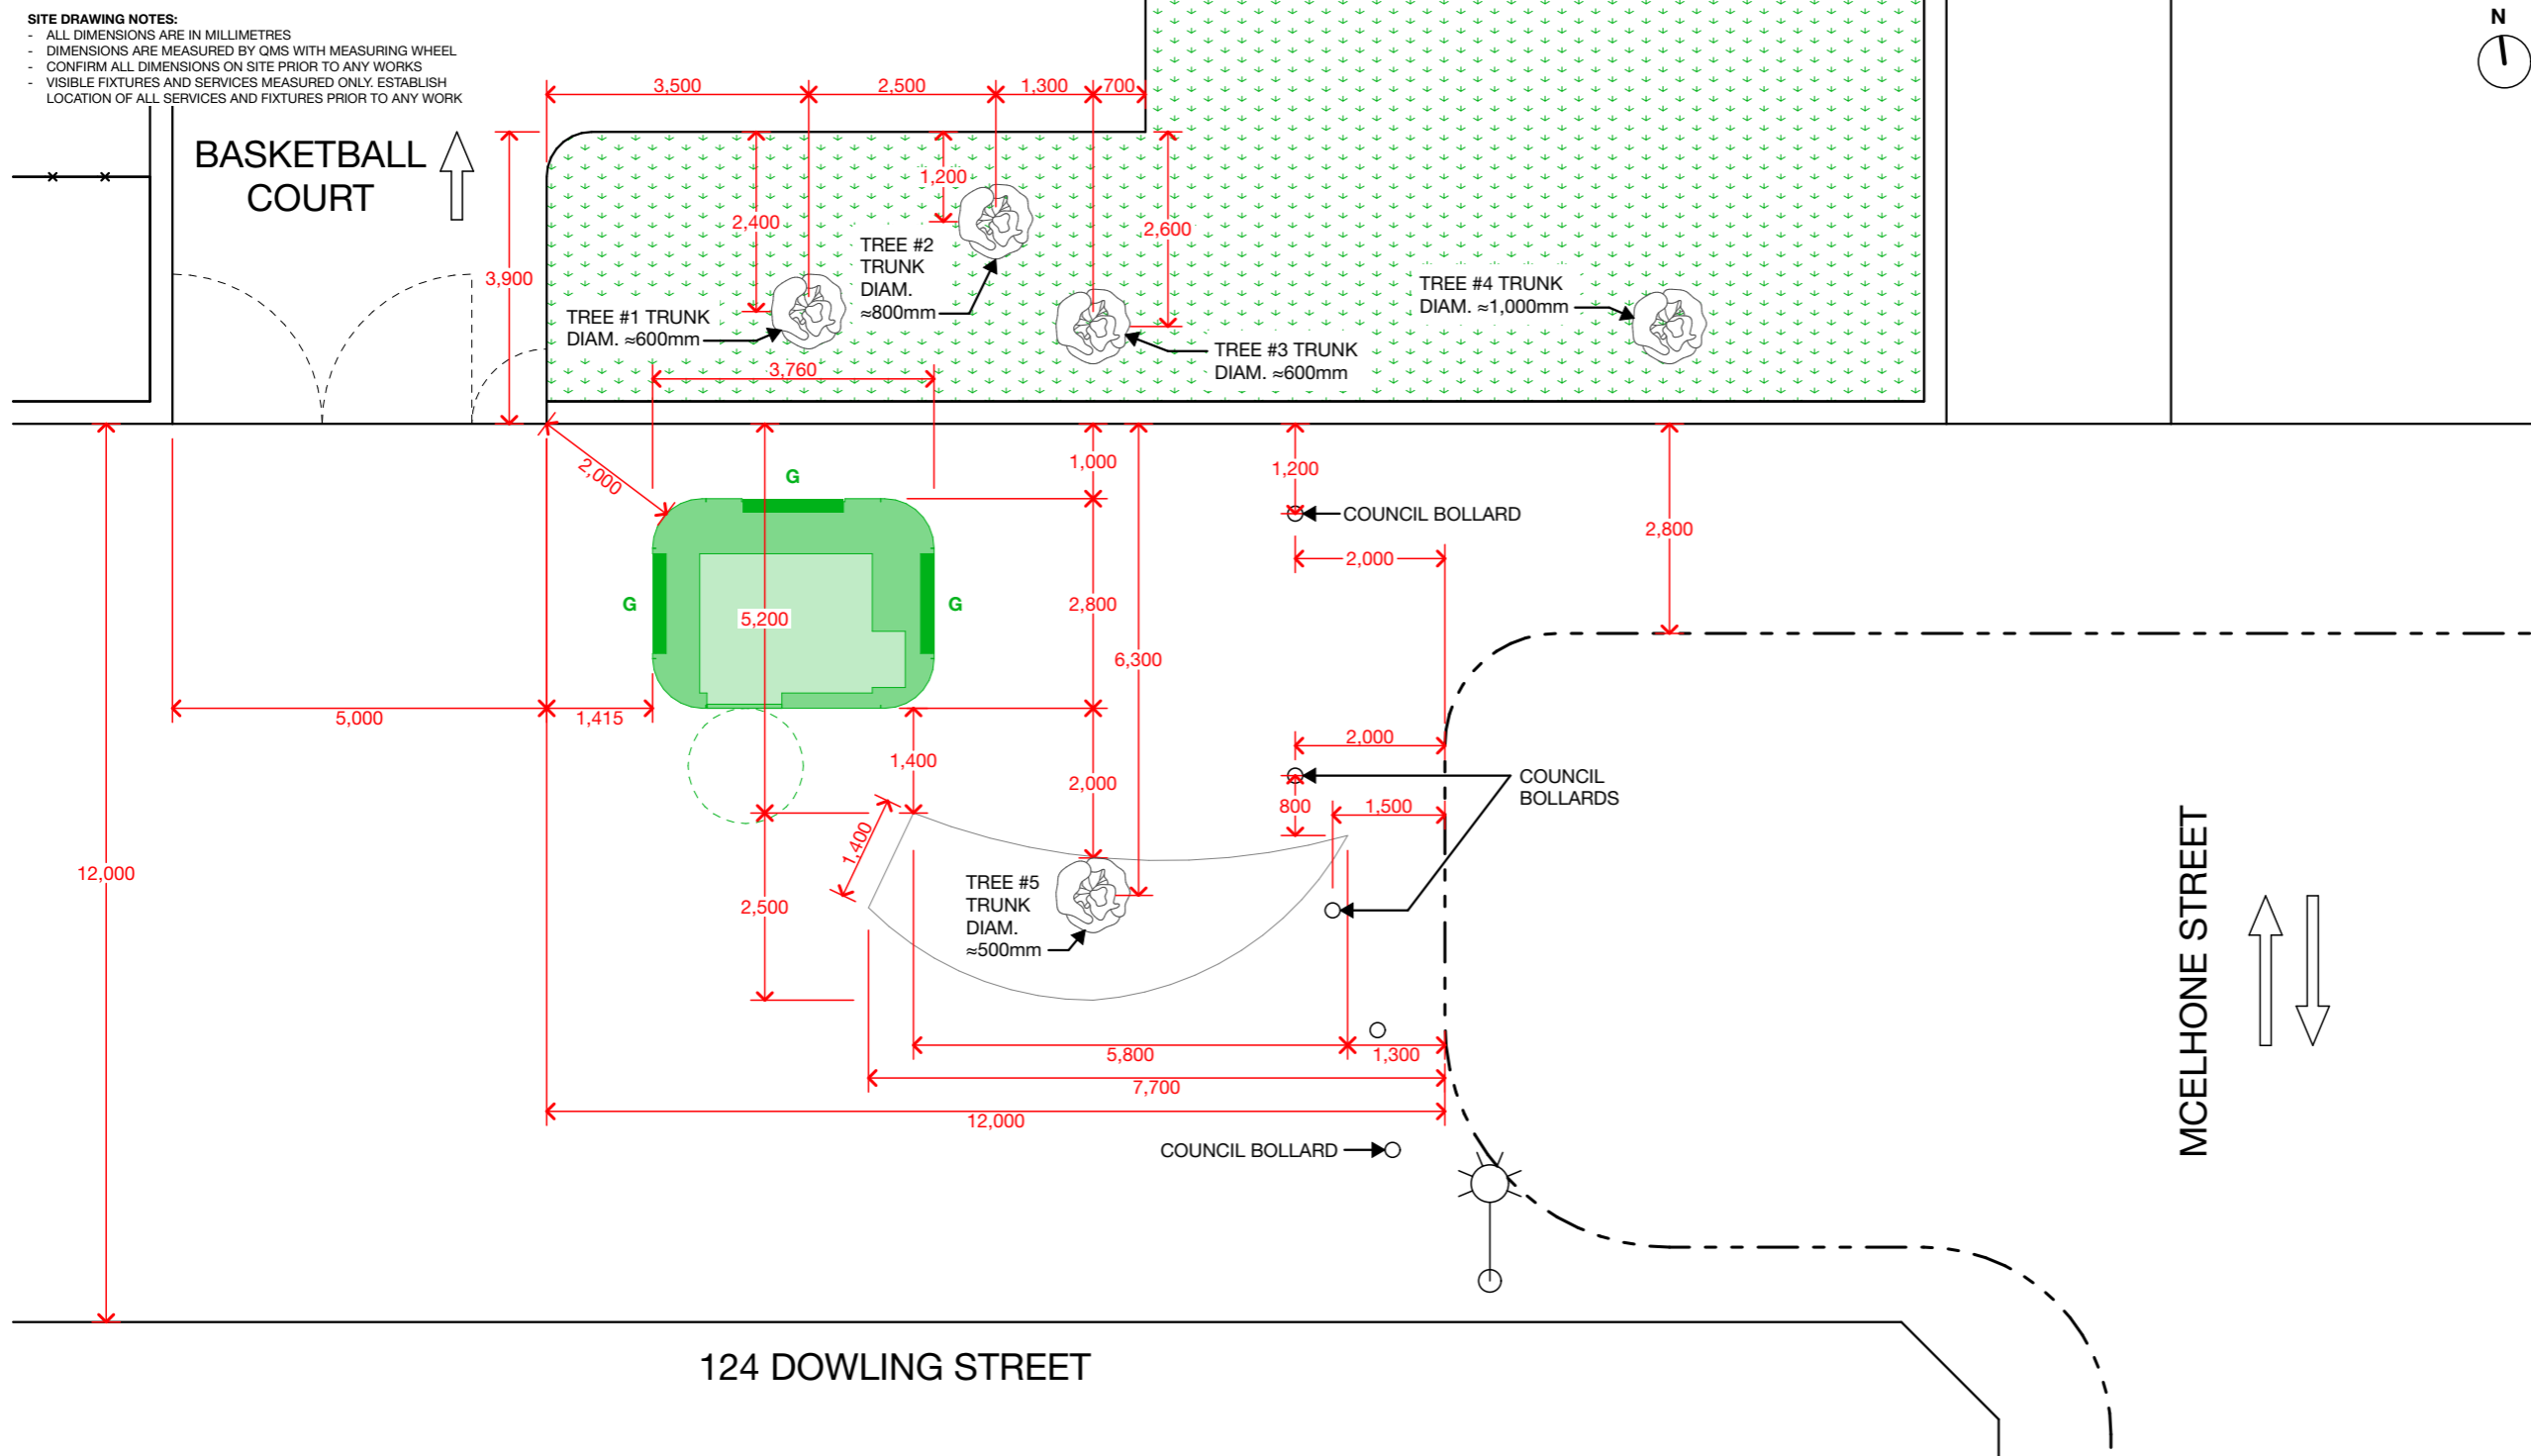 SITE DRAWING NOTES:
- ALL DIMENSIONS ARE IN MILLIMETRES
- DIMENSIONS ARE MEASURED BY QMS WITH MEASURING WHEEL
- CONFIRM ALL DIMENSIONS ON SITE PRIOR TO ANY WORKS
- VISIBLE FIXTURES AND SERVICES MEASURED ONLY. ESTABLISH
LOCATION OF ALL SERVICES AND FIXTURES PRIOR TO ANY WORK
N
3,500
2,500
1,300
700
BASKETBALL
COURT
3,900
2,400
1,200
2,600
TREE #1 TRUNK
DIAM. ≈600mm
TREE #2
TRUNK
DIAM.
≈800mm
TREE #3 TRUNK
DIAM. ≈600mm
TREE #4 TRUNK
DIAM. ≈1,000mm
3,760
2,000
G
G
G
1,000
1,200
COUNCIL BOLLARD
2,000
2,800
5,200
2,800
6,300
5,000
1,415
1,400
2,000
2,000
COUNCIL
BOLLARDS
800
1,500
1,400
12,000
2,500
TREE #5
TRUNK
DIAM.
≈500mm
5,800
1,300
7,700
12,000
COUNCIL BOLLARD
MCELHONE STREET
124 DOWLING STREET